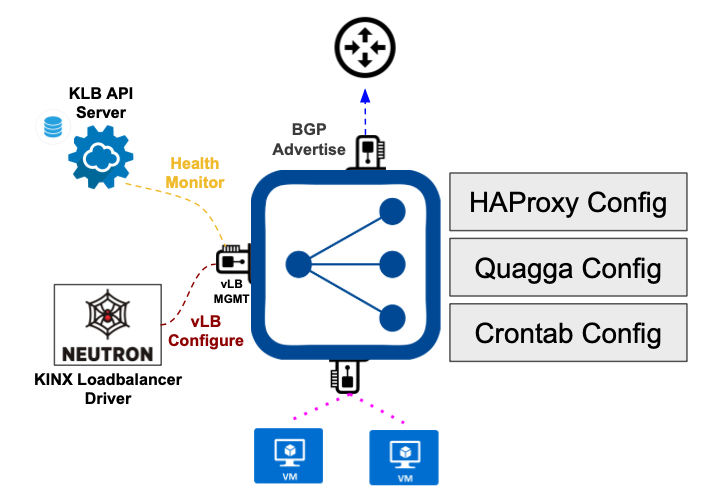 KLB API
Server
BGP
Advertise
Health
Monitor
HAProxy Config
Quagga Config
Crontab Config
vLB
MGMT
vLB
Configure
NEUTRON
KINX Loadbalancer
Driver
VM
VM